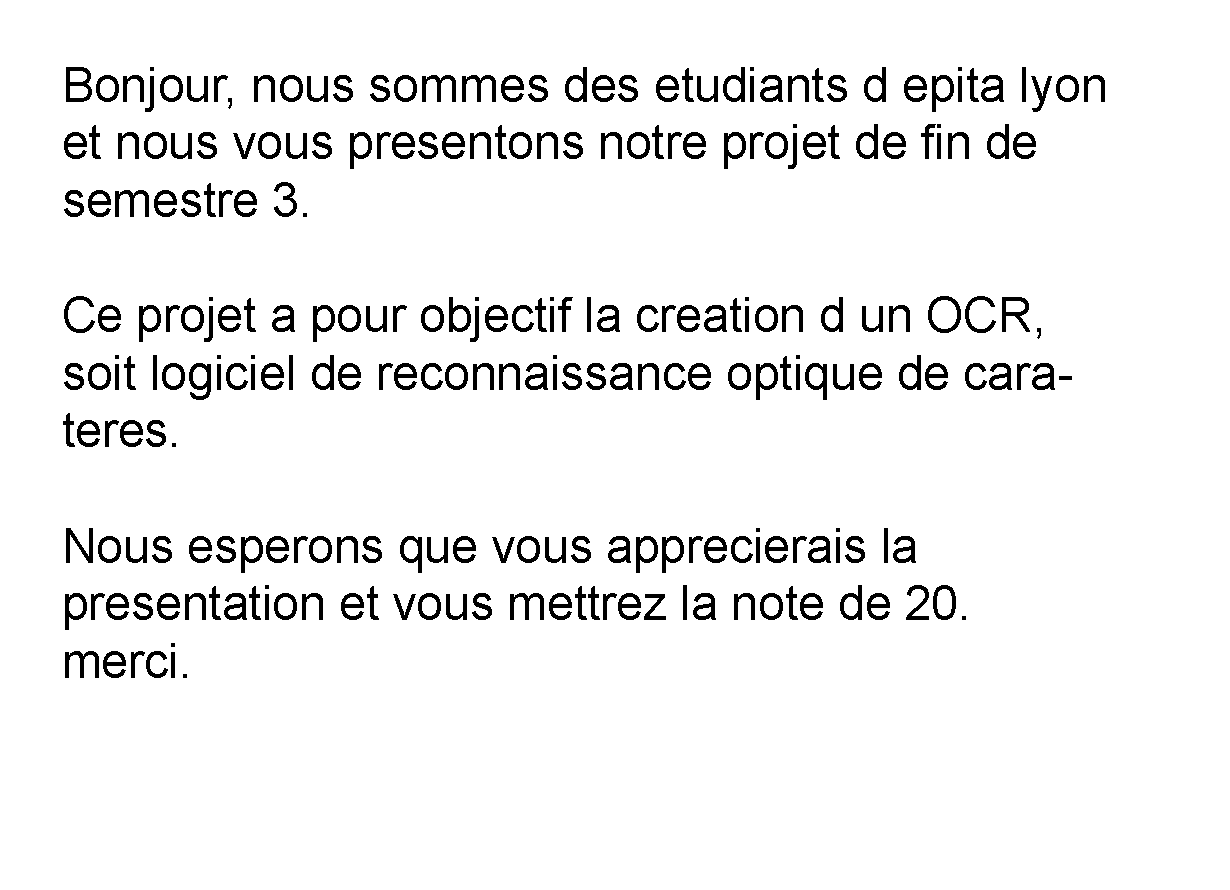 Bonjour, nous sommes des etudiants d epita lyon
et nous vous presentons notre projet de fin de
semestre 3.
Ce projet a pour objectif la creation d un OCR,
soit logiciel de reconnaissance optique de cara-
teres.
Nous esperons que vous apprecierais la
presentation et vous mettrez la note de 20.
merci.